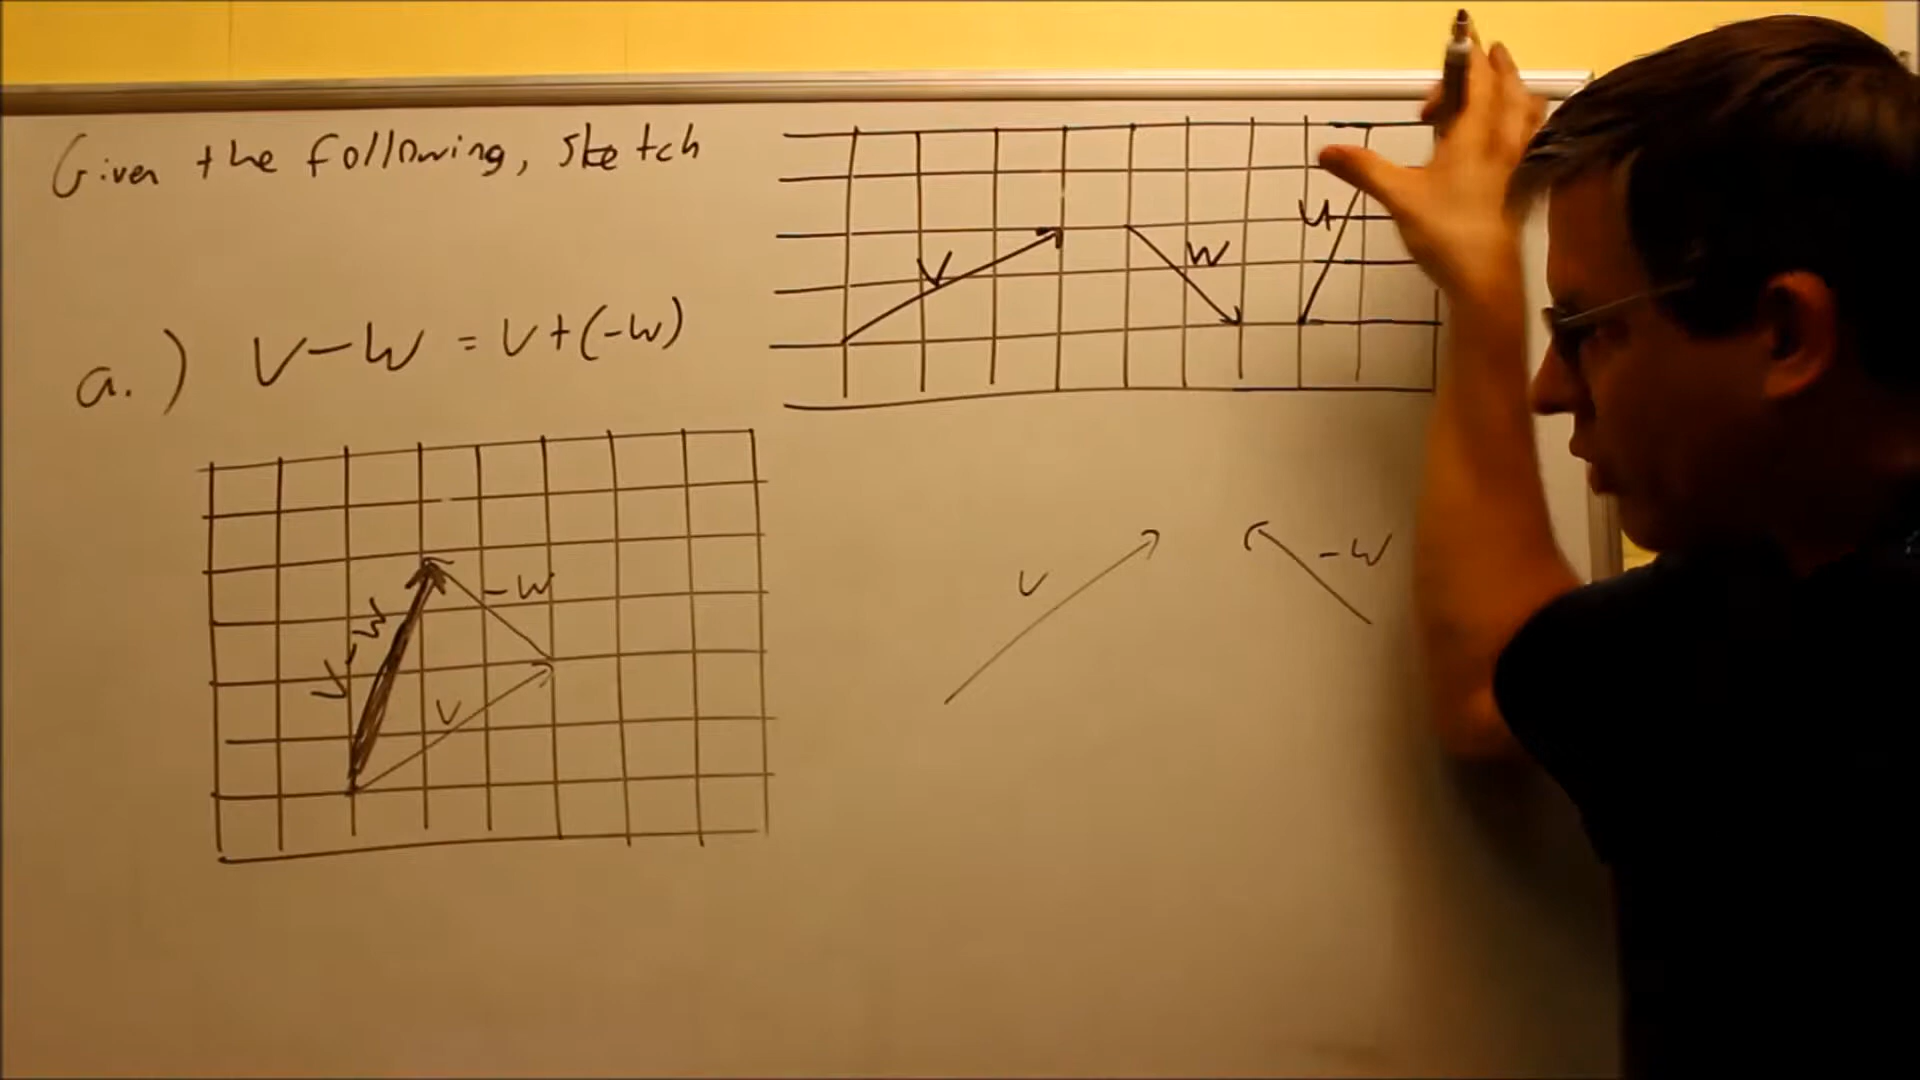 Given the following, sketch
V
W
u
a.) V-W = V+(-W)
-W
V-W
V
V
-W